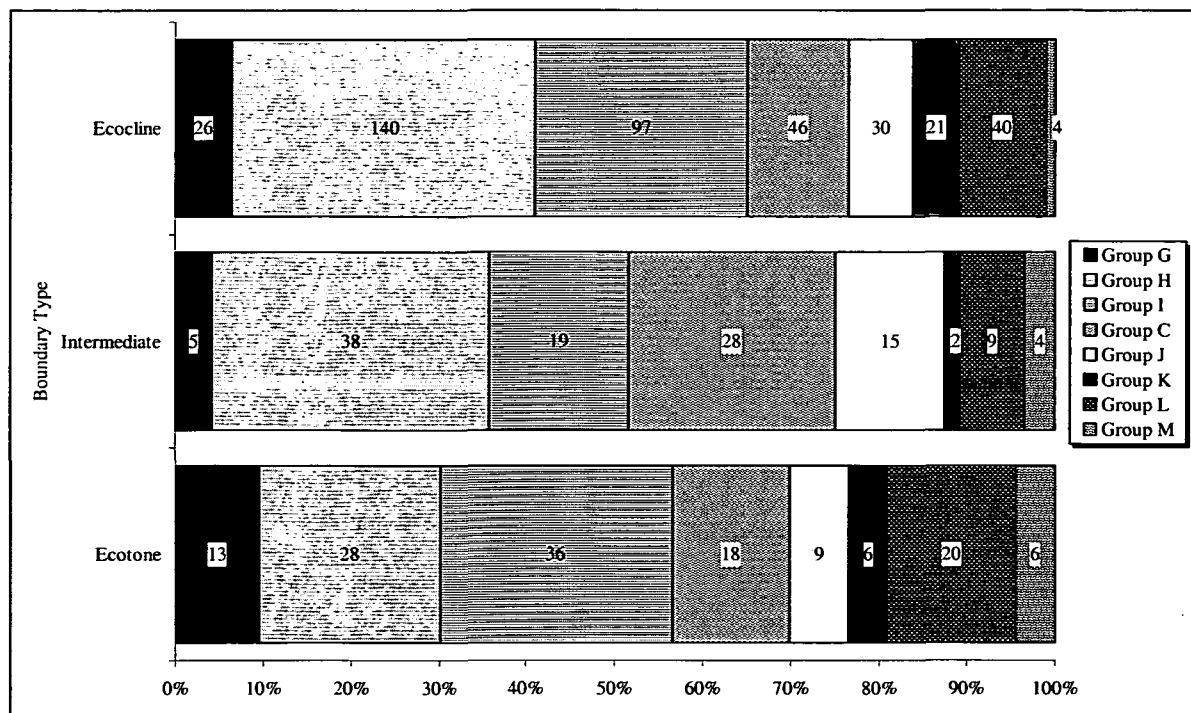 Boundary Type
Ecocline
26 140 97 46 30 21 40 4
Intermediate
5 38 19 28 15 2 9 4
Ecotone
13 28 36 18 9 6 20 6
0% 10% 20% 30% 40% 50% 60% 70% 80% 90% 100%
Group G
Group H
Group I
Group C
Group J
Group K
Group L
Group M